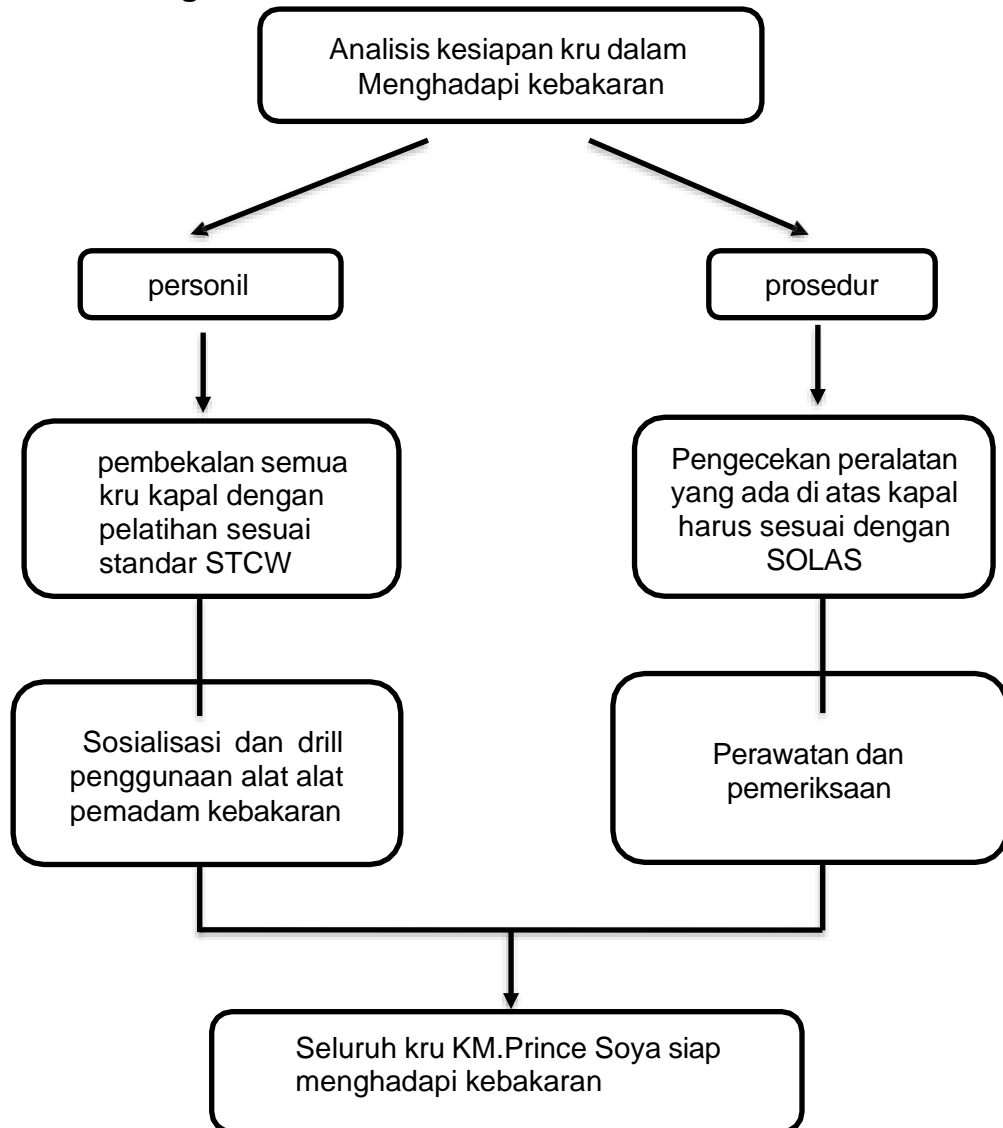 Analisis kesiapan kru dalam
Menghadapi kebakaran
personil
prosedur
pembekalan semua
kru kapal dengan
pelatihan sesuai
standar STCW
Pengecekan peralatan
yang ada di atas kapal
harus sesuai dengan
SOLAS
Sosialisasi dan drill
penggunaan alat alat
pemadam kebakaran
Perawatan dan
pemeriksaan
Seluruh kru KM.Prince Soya siap
menghadapi kebakaran